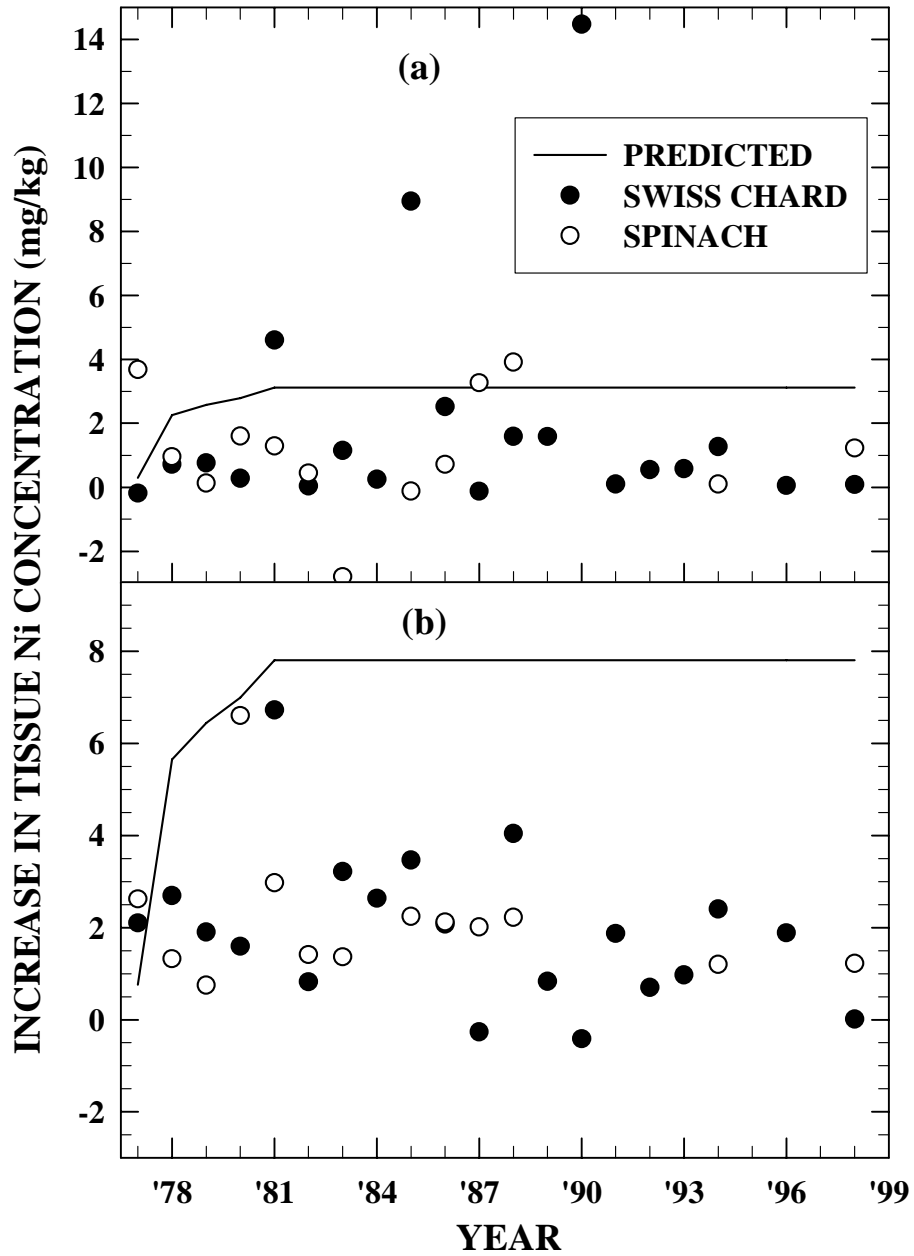 INCREASE IN TISSUE Ni CONCENTRATION (mg/kg)
14
12
10
8
6
4
2
0
-2
(a)
PREDICTED
SWISS CHARD
SPINACH
8
6
4
2
0
-2
(b)
'78 '81 '84 '87 '90 '93 '96 '99
YEAR